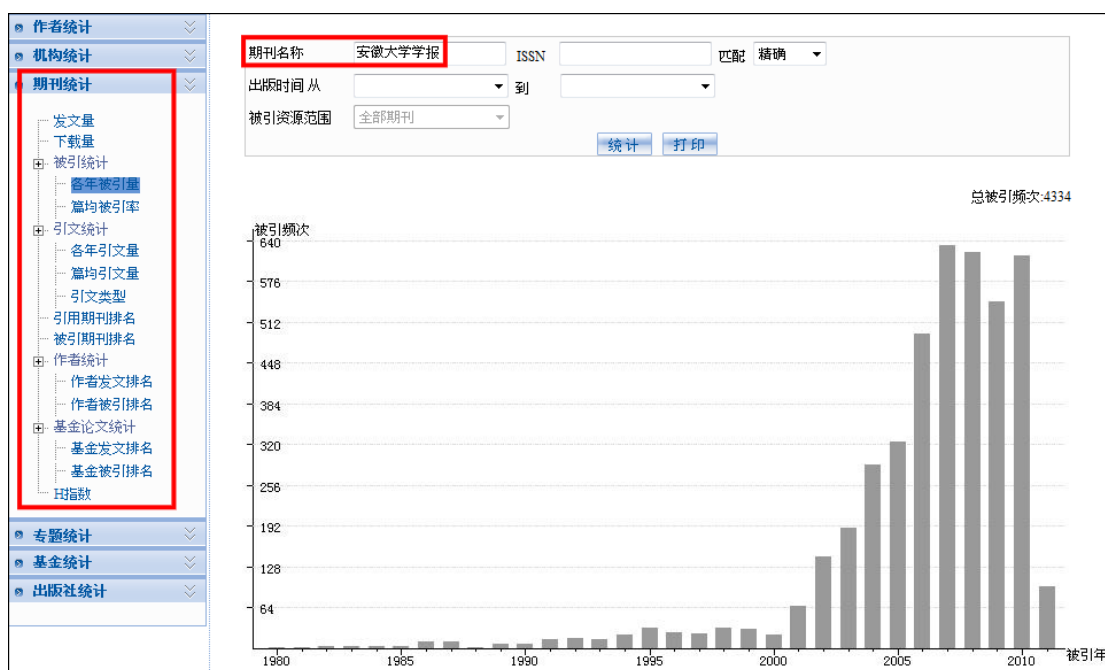 作者统计
机构统计
期刊统计
发文量
下载量
被引统计
各年被引量
篇均被引率
引文统计
各年引文量
篇均引文量
引文类型
引用期刊排名
被引期刊排名
作者统计
作者发文排名
作者被引排名
基金论文统计
基金发文排名
基金被引排名
H指数
专题统计
基金统计
出版社统计
期刊名称 安徽大学学报 ISSN 匹配 精确
出版时间 从 到
被引资源范围 全部期刊
统计 打印
总被引频次:4334
被引频次
640
576
512
448
384
320
256
192
128
64
1980 1985 1990 1995 2000 2005 2010 被引年